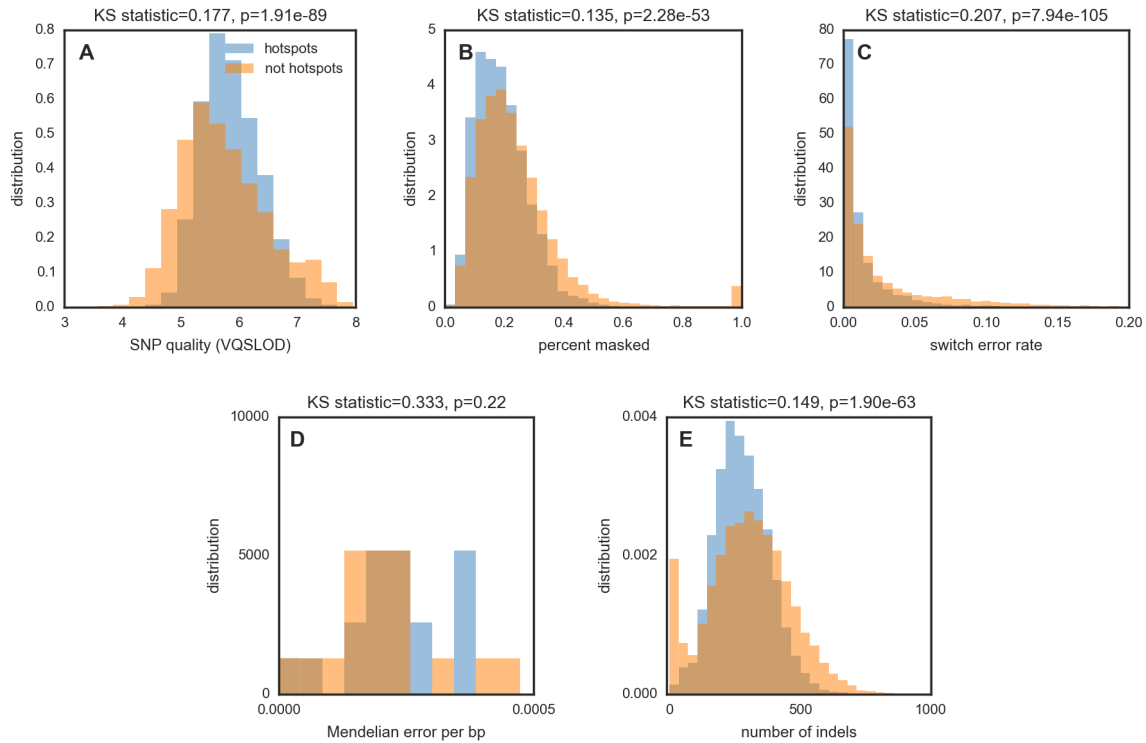 KS statistic=0.177, p=1.91e-89
KS statistic=0.135, p=2.28e-53
KS statistic=0.207, p=7.94e-105
A
hotspots
not hotspots
B
C
distribution
0.8
0.7
0.6
0.5
0.4
0.3
0.2
0.1
0.0
3
4
5
6
7
8
SNP quality (VQSLOD)
distribution
5
4
3
2
1
0
0.0
0.2
0.4
0.6
0.8
1.0
percent masked
distribution
80
70
60
50
40
30
20
10
0
0.00
0.05
0.10
0.15
0.20
switch error rate
KS statistic=0.333, p=0.22
D
distribution
10000
5000
0
0.0000
0.0005
Mendelian error per bp
KS statistic=0.149, p=1.90e-63
E
distribution
0.004
0.002
0.000
0
500
1000
number of indels